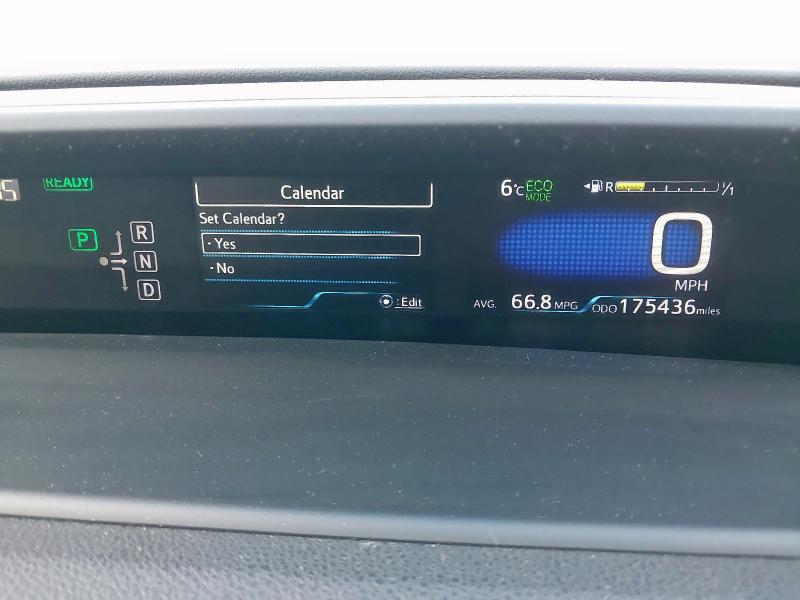 READY
P
R
N
D
Calendar
Set Calendar?
· Yes
· No
: Edit
6°C ECO MODE
R 1/1
0
MPH
AVG. 66.8 MPG
ODO 175436 miles